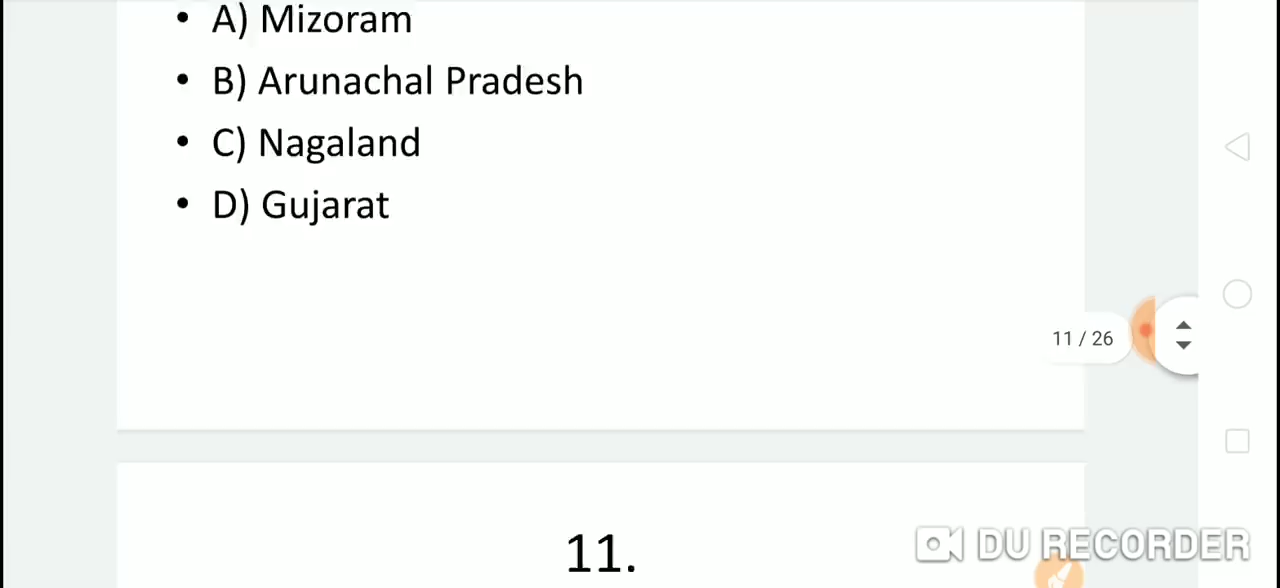 • A) Mizoram
• B) Arunachal Pradesh
• C) Nagaland
• D) Gujarat
11 / 26
11.
DU RECORDER